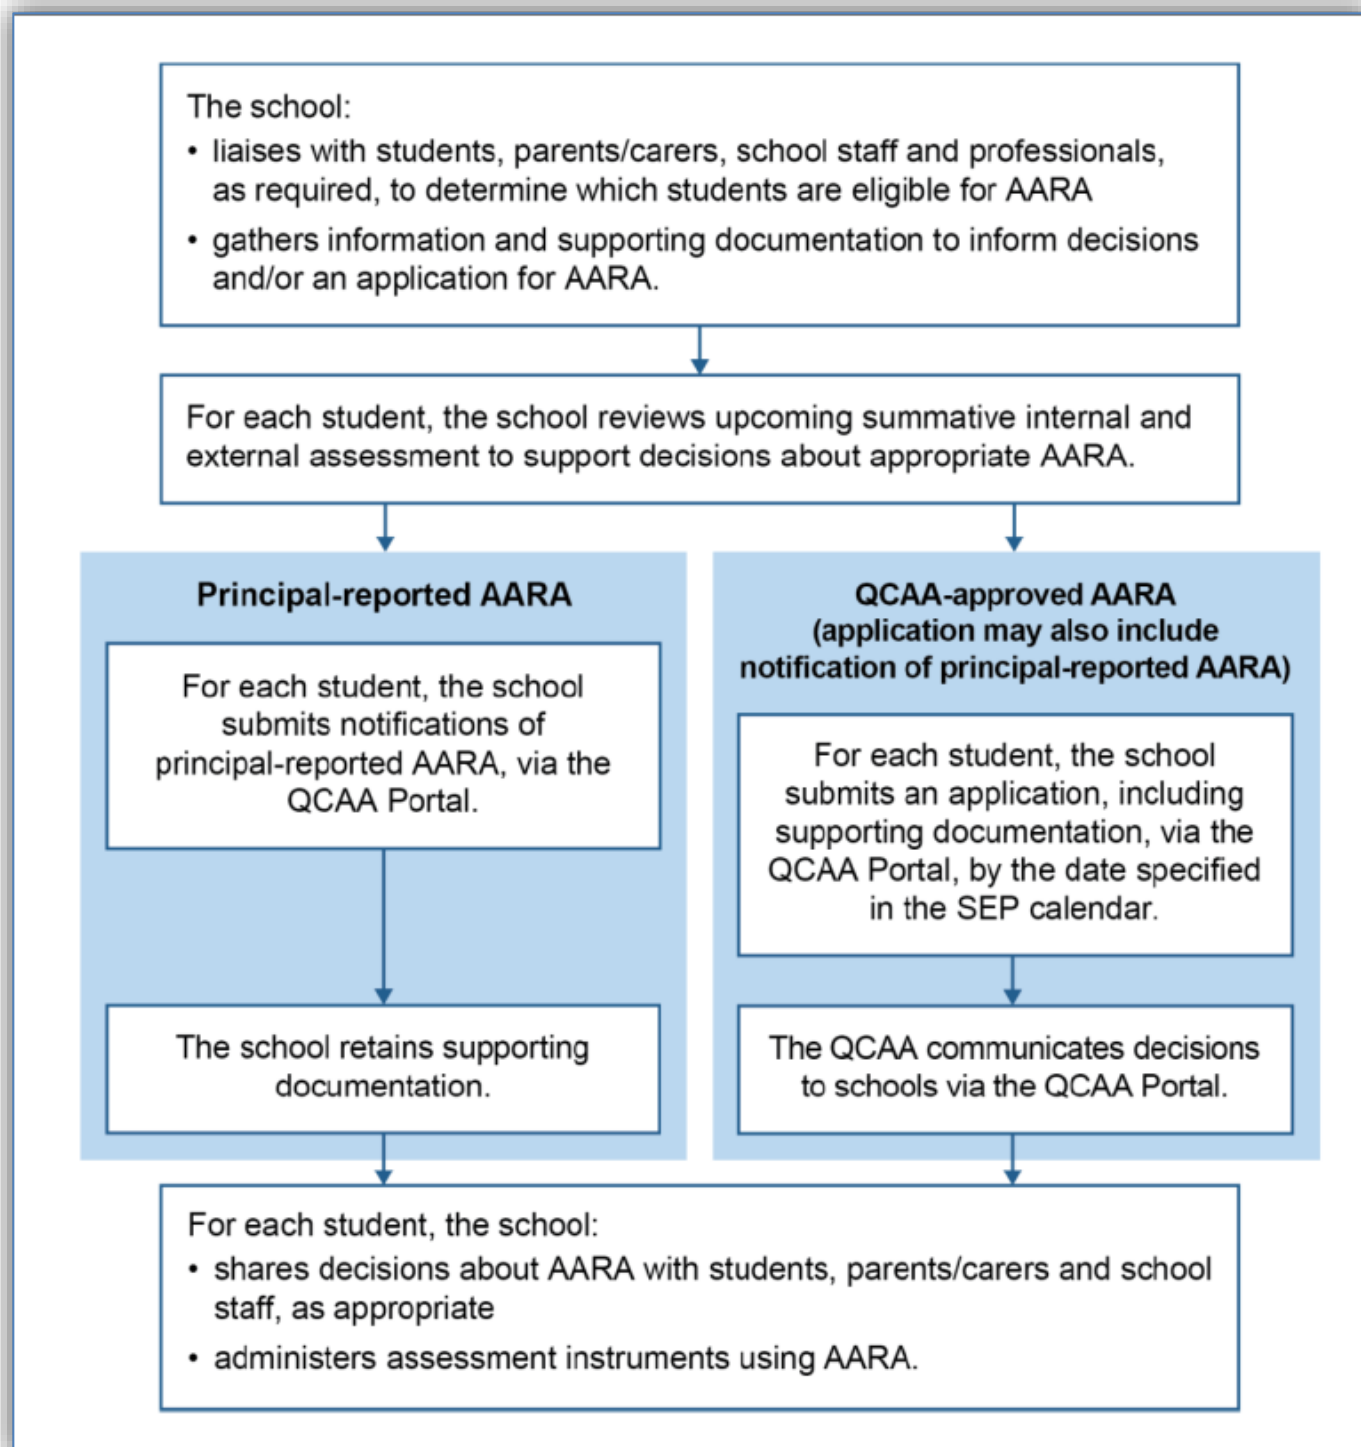 The school:
• liaises with students, parents/carers, school staff and professionals,
as required, to determine which students are eligible for AARA
• gathers information and supporting documentation to inform decisions
and/or an application for AARA.
For each student, the school reviews upcoming summative internal and
external assessment to support decisions about appropriate AARA.
Principal-reported AARA
For each student, the school
submits notifications of
principal-reported AARA, via the
QCAA Portal.
The school retains supporting
documentation.
QCAA-approved AARA
(application may also include
notification of principal-reported AARA)
For each student, the school
submits an application, including
supporting documentation, via the
QCAA Portal, by the date specified
in the SEP calendar.
The QCAA communicates decisions
to schools via the QCAA Portal.
For each student, the school:
• shares decisions about AARA with students, parents/carers and school
staff, as appropriate
• administers assessment instruments using AARA.